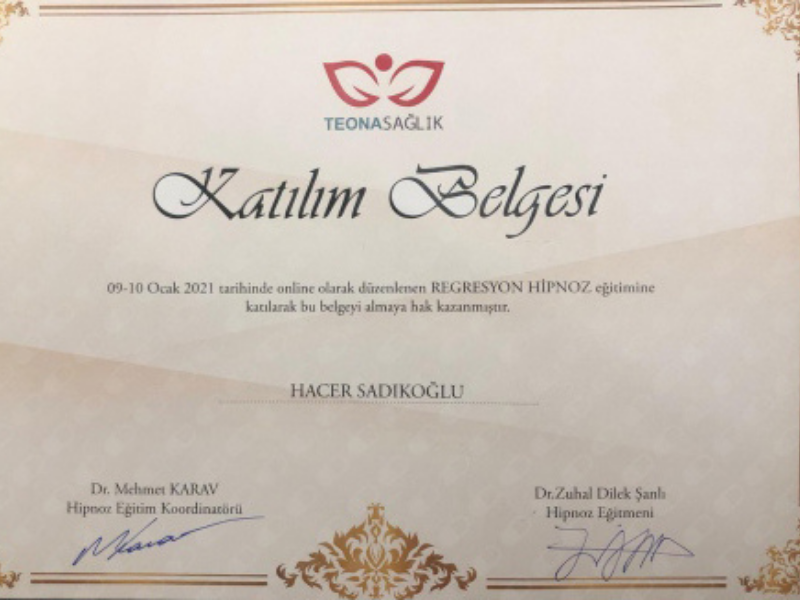 TEONASAĞLIK
Katılım Belgesi
09-10 Ocak 2021 tarihinde online olarak düzenlenen REGRESYON HİPNOZ eğitimine
katılarak bu belgeyi almaya hak kazanmıştır.
HACER SADIKOĞLU
Dr. Mehmet KARAV
Hipnoz Eğitim Koordinatörü
Dr.Zuhal Dilek Şanlı
Hipnoz Eğitmeni